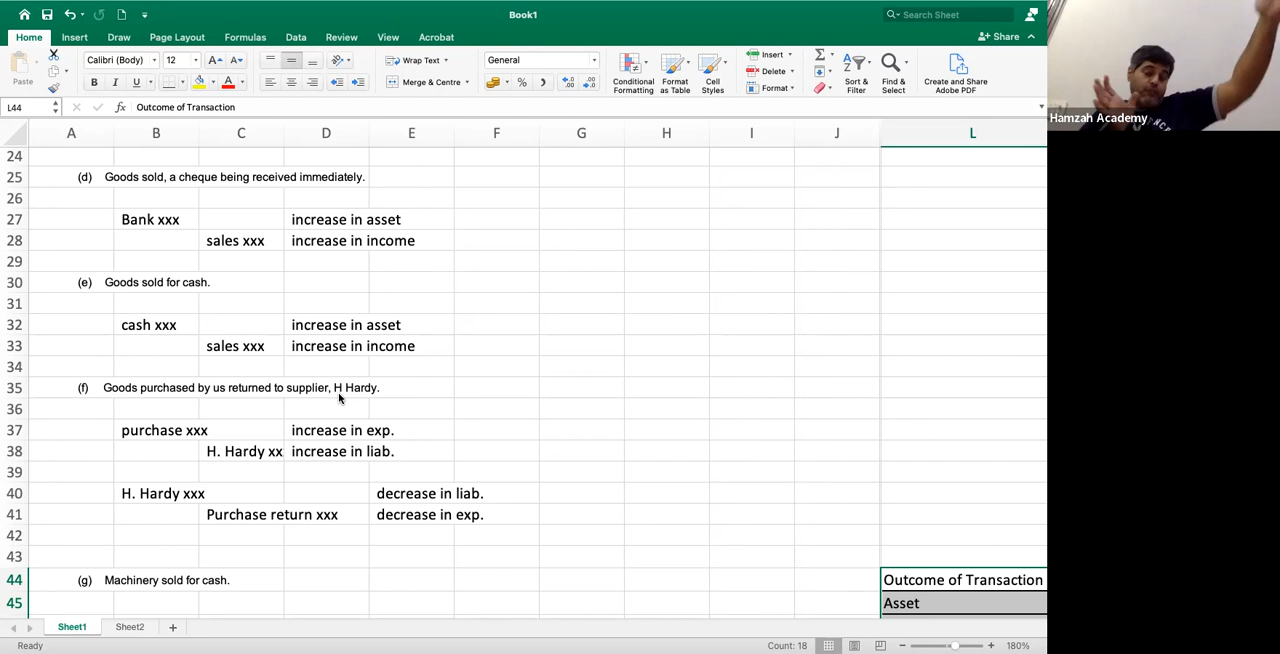 Book1
Search Sheet
Home Insert Draw Page Layout Formulas Data Review View Acrobat
Share
Paste
Calibri (Body) 12
Wrap Text
General
Merge & Centre
Conditional Formatting
Format as Table
Cell Styles
Insert
Delete
Format
Sort & Filter
Find & Select
Create and Share Adobe PDF
L44 fx Outcome of Transaction
A B C D E F G H I J L
24
25 (d) Goods sold, a cheque being received immediately.
26
27 Bank xxx increase in asset
28 sales xxx increase in income
29
30 (e) Goods sold for cash.
31
32 cash xxx increase in asset
33 sales xxx increase in income
34
35 (f) Goods purchased by us returned to supplier, H Hardy.
36
37 purchase xxx increase in exp.
38 H. Hardy xx increase in liab.
39
40 H. Hardy xxx decrease in liab.
41 Purchase return xxx decrease in exp.
42
43
44 (g) Machinery sold for cash. Outcome of Transaction
45 Asset
Sheet1 Sheet2 +
Ready Count: 18 180%
Hamzah Academy